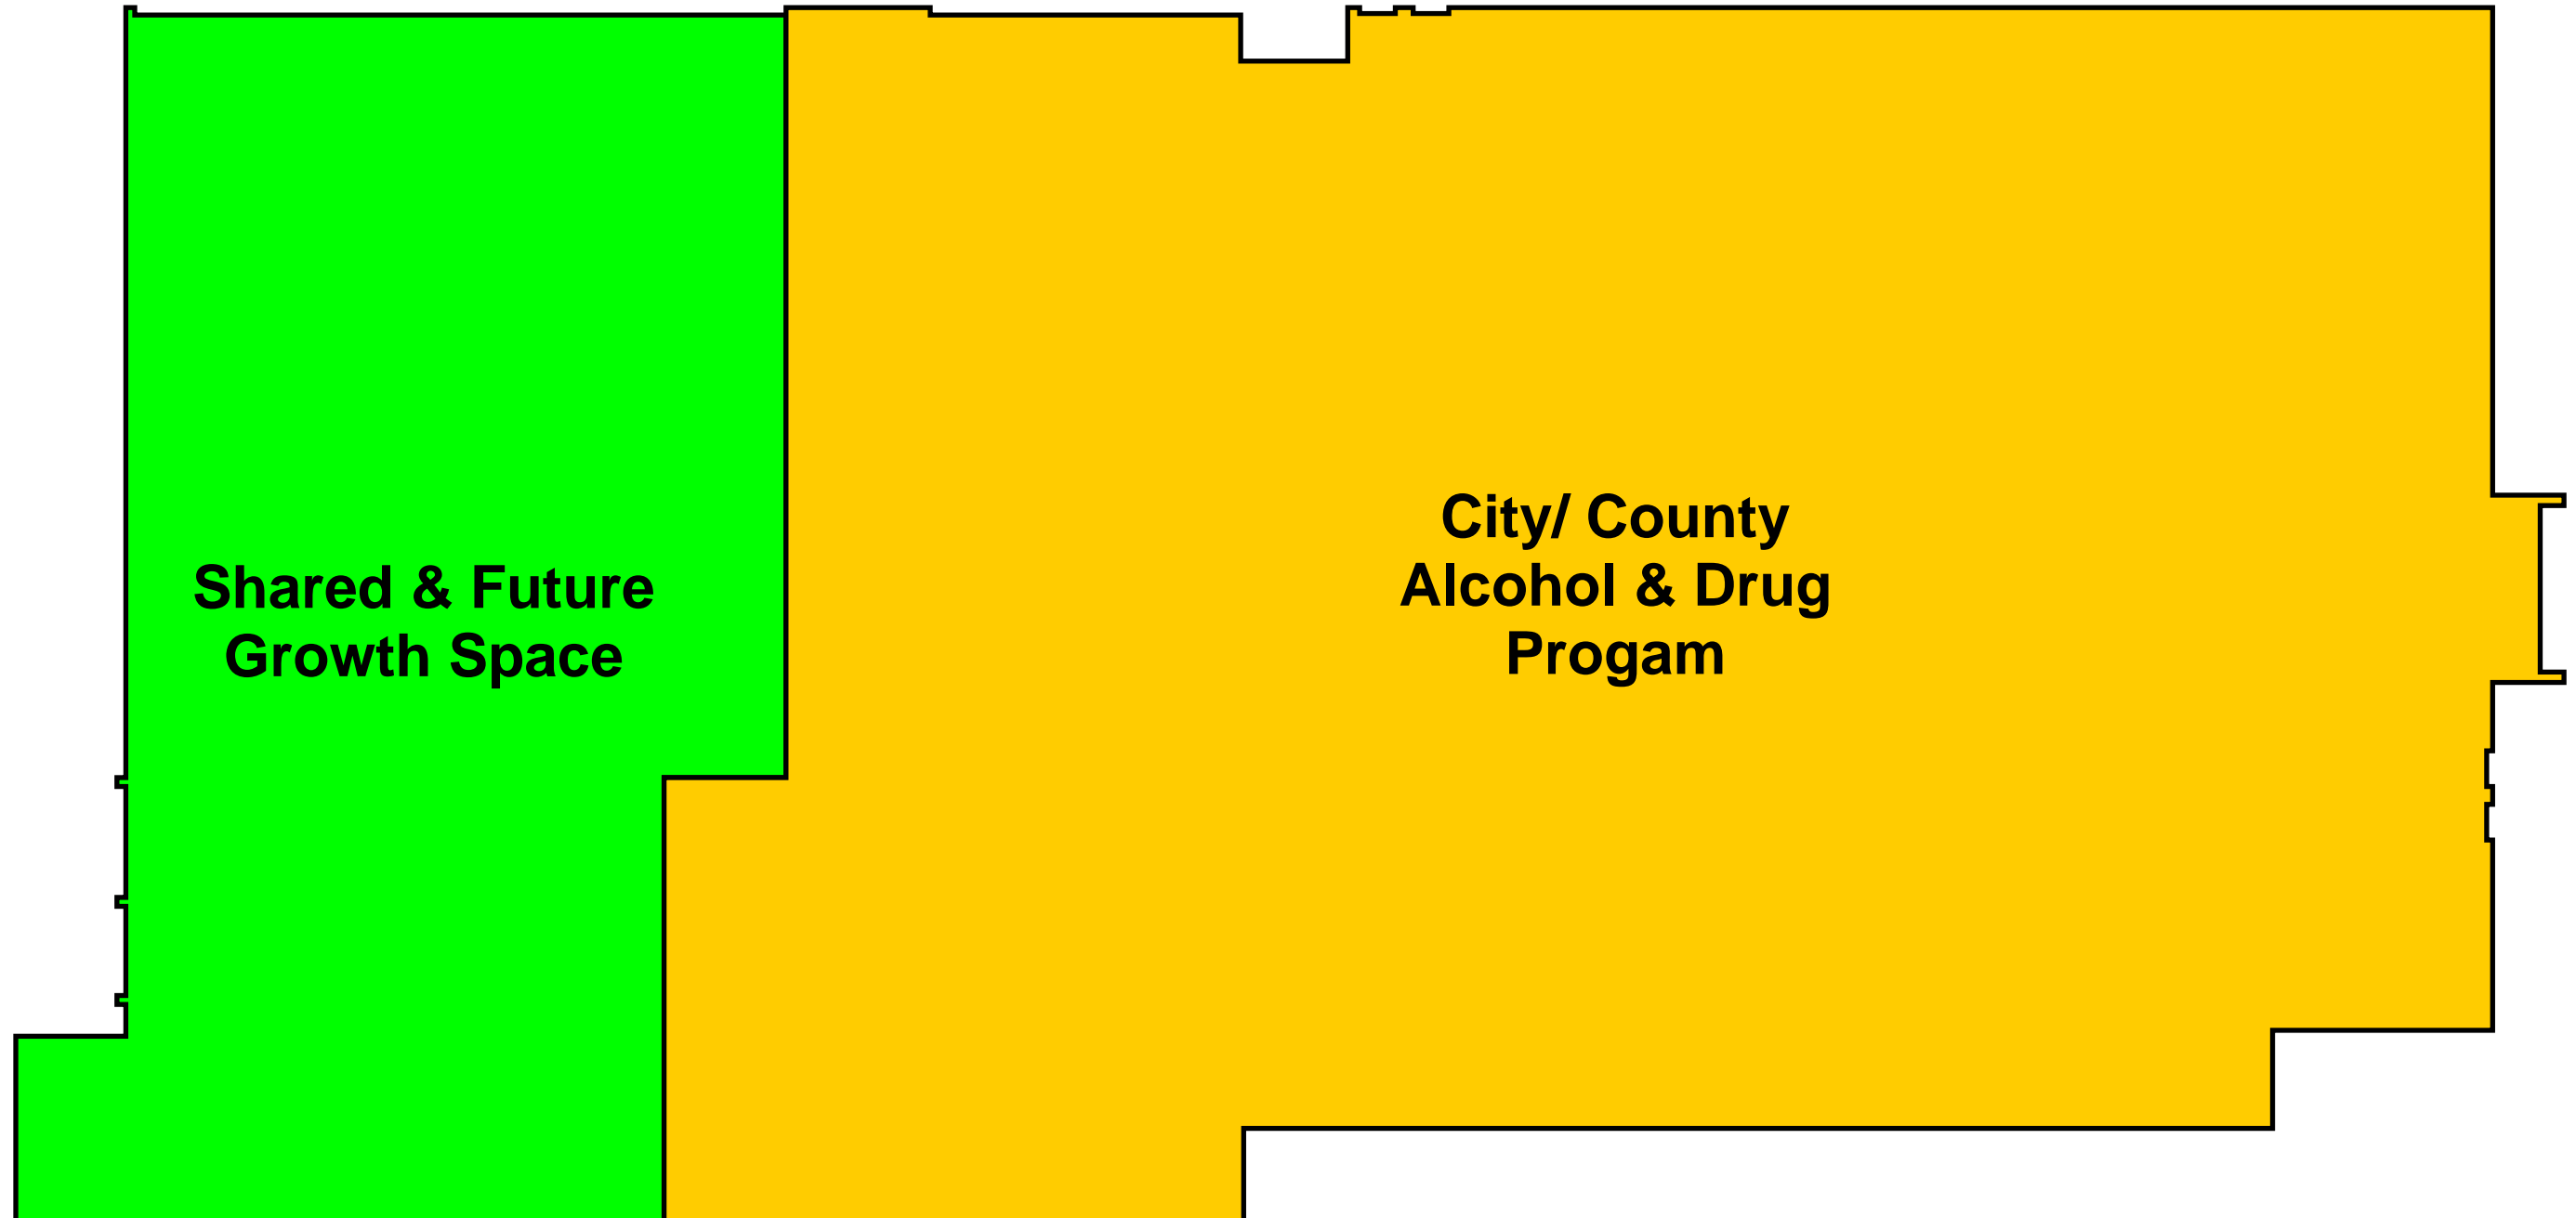 Shared & Future
Growth Space
City/ County
Alcohol & Drug
Progam